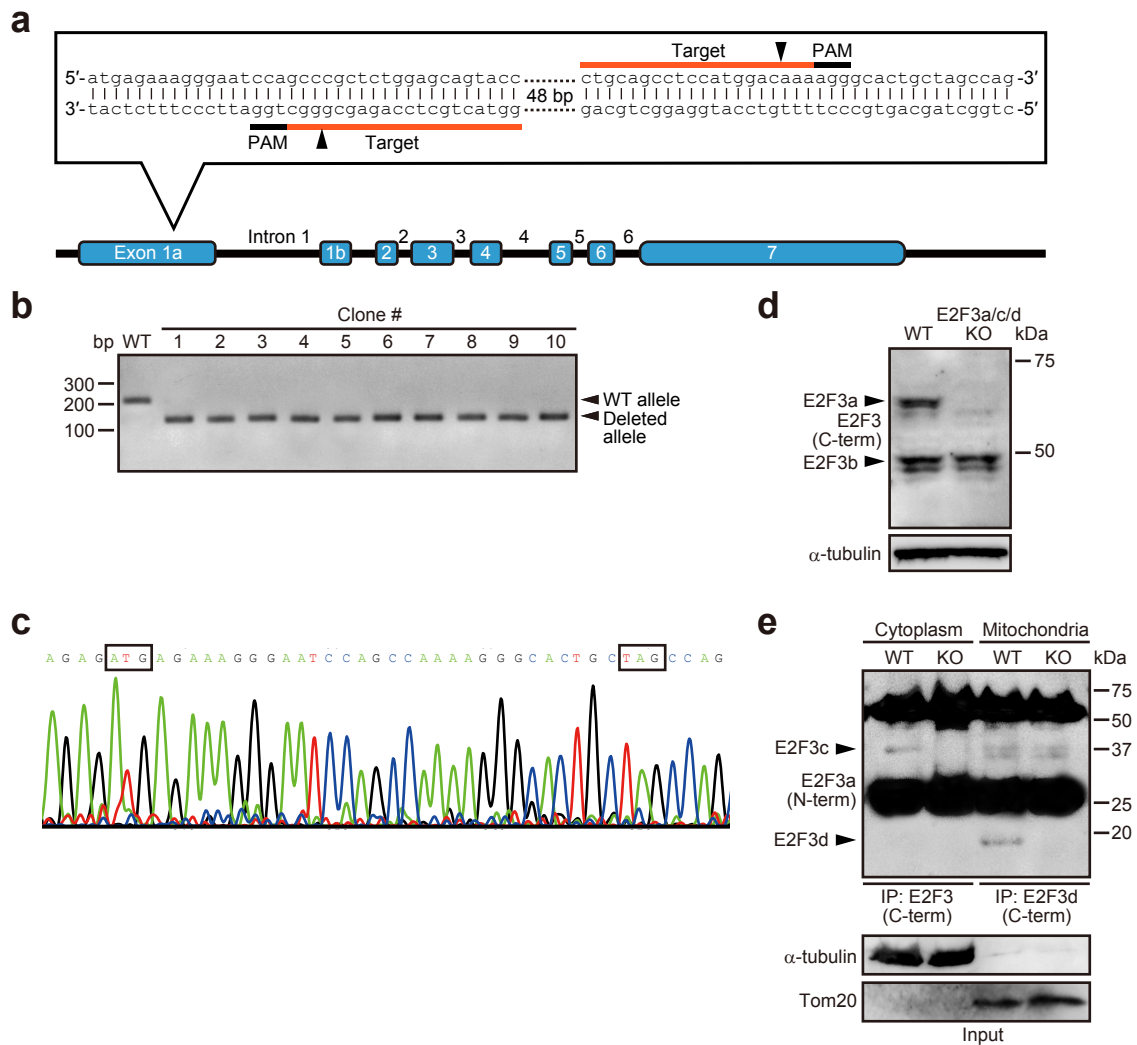 a
Target PAM
5′-atgagaaagggaatccagcccgctctggagcagtacc ctgcagcctccatggacaaaagggcactgctagccag-3′
48 bp
3′-tactctttcccttaggtcgggcgagacctcgtcatgg gacgtcggaggtacctgttttcccgtgacgatcggtc-5′
PAM Target
Intron 1 2 3 4 5 6
Exon 1a 1b 2 3 4 5 6 7
b
Clone #
bp WT 1 2 3 4 5 6 7 8 9 10
300
200
100
WT allele
Deleted
allele
c
AGAGATGAGAAAGGGAATCCAGCCAAAAGGGCACTGCTAGCCAG
d
E2F3a/c/d
WT KO kDa
75
E2F3a
E2F3
(C-term)
50
E2F3b
α-tubulin
e
Cytoplasm Mitochondria
WT KO WT KO kDa
75
50
E2F3c 37
E2F3a
(N-term)
25
20
E2F3d
IP: E2F3 IP: E2F3d
(C-term) (C-term)
α-tubulin
Tom20
Input